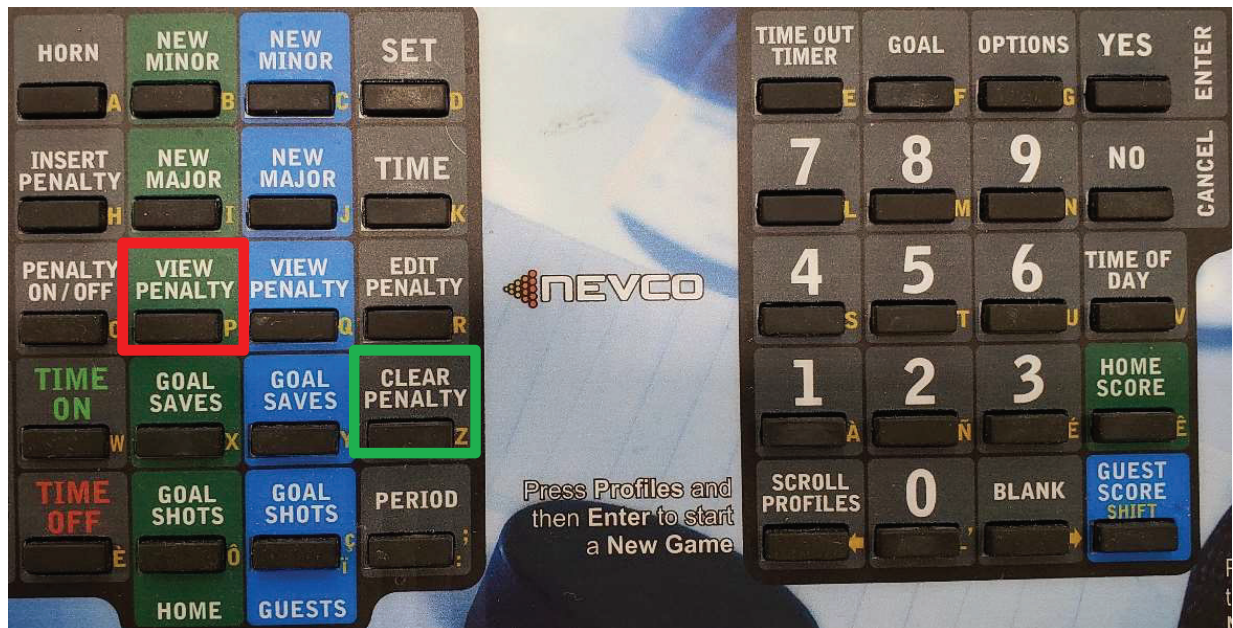 HORN
A
NEW
MINOR
B
NEW
MINOR
C
SET
D
INSERT
PENALTY
H
NEW
MAJOR
I
NEW
MAJOR
J
TIME
K
PENALTY
ON / OFF
O
VIEW
PENALTY
P
VIEW
PENALTY
Q
EDIT
PENALTY
R
TIME
ON
W
GOAL
SAVES
X
GOAL
SAVES
Y
CLEAR
PENALTY
Z
TIME
OFF
È
GOAL
SHOTS
Ô
GOAL
SHOTS
Ç
Ï
PERIOD
;
:
HOME
GUESTS
NEVCO
Press Profiles and
then Enter to start
a New Game
TIME OUT
TIMER
E
GOAL
F
OPTIONS
G
YES
ENTER
7
L
8
M
9
N
NO
CANCEL
4
S
5
T
6
U
TIME OF
DAY
V
1
À
2
Ñ
3
É
HOME
SCORE
Ê
SCROLL
PROFILES
0
BLANK
GUEST
SCORE
SHIFT